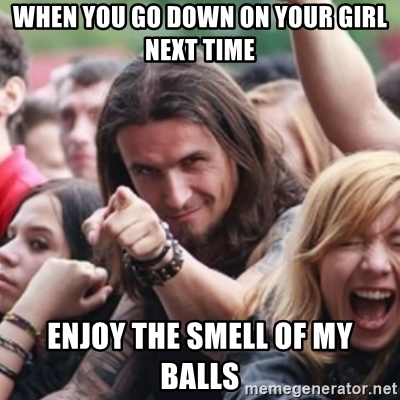 WHEN YOU GO DOWN ON YOUR GIRL
NEXT TIME
ENJOY THE SMELL OF MY
BALLS
memegenerator.net